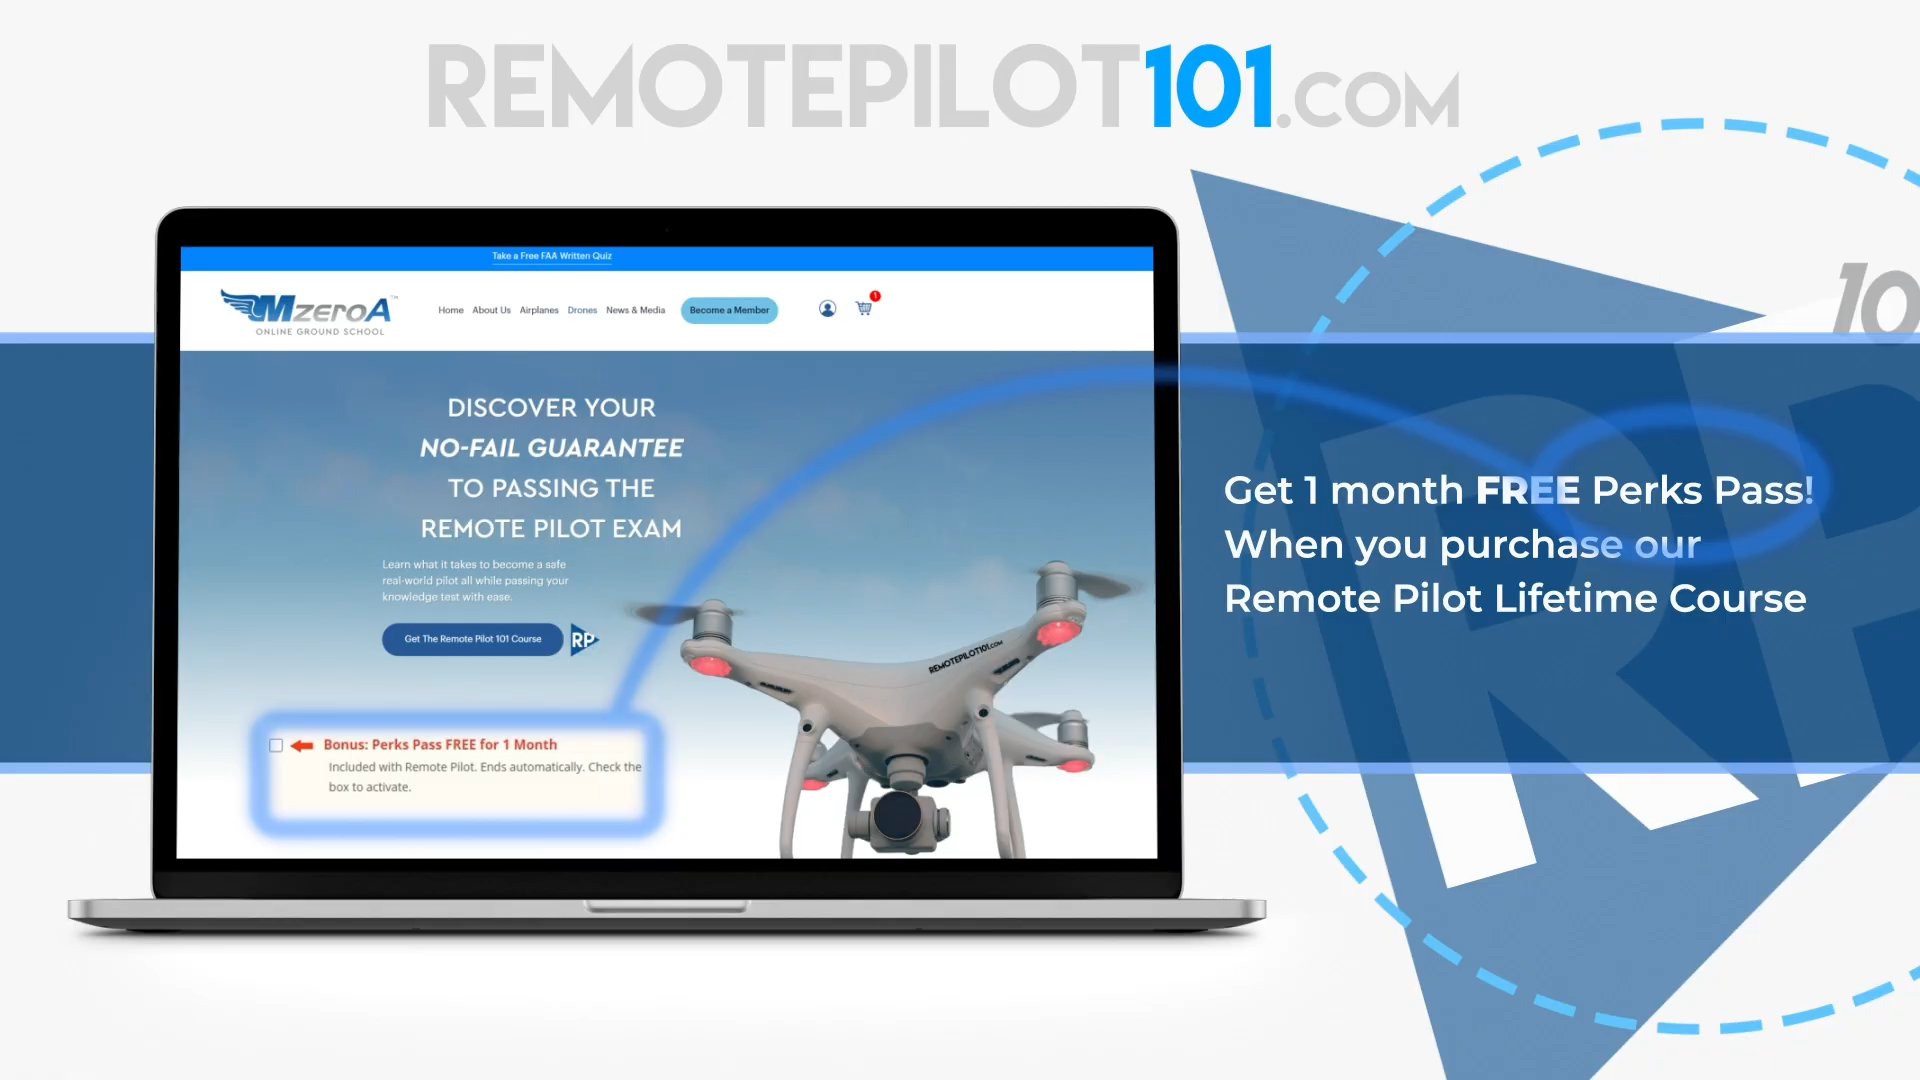 REMOTEPILOT101.COM
Take a Free FAA Written Quiz
MZEROA™
ONLINE GROUND SCHOOL
Home About Us Airplanes Drones News & Media Become a Member
1
DISCOVER YOUR
NO-FAIL GUARANTEE
TO PASSING THE
REMOTE PILOT EXAM
Learn what it takes to become a safe
real-world pilot all while passing your
knowledge test with ease.
Get The Remote Pilot 101 Course
RP
REMOTEPILOT101.COM
Bonus: Perks Pass FREE for 1 Month
Included with Remote Pilot. Ends automatically. Check the
box to activate.
Get 1 month FREE Perks Pass!
When you purchase our
Remote Pilot Lifetime Course
10
RP